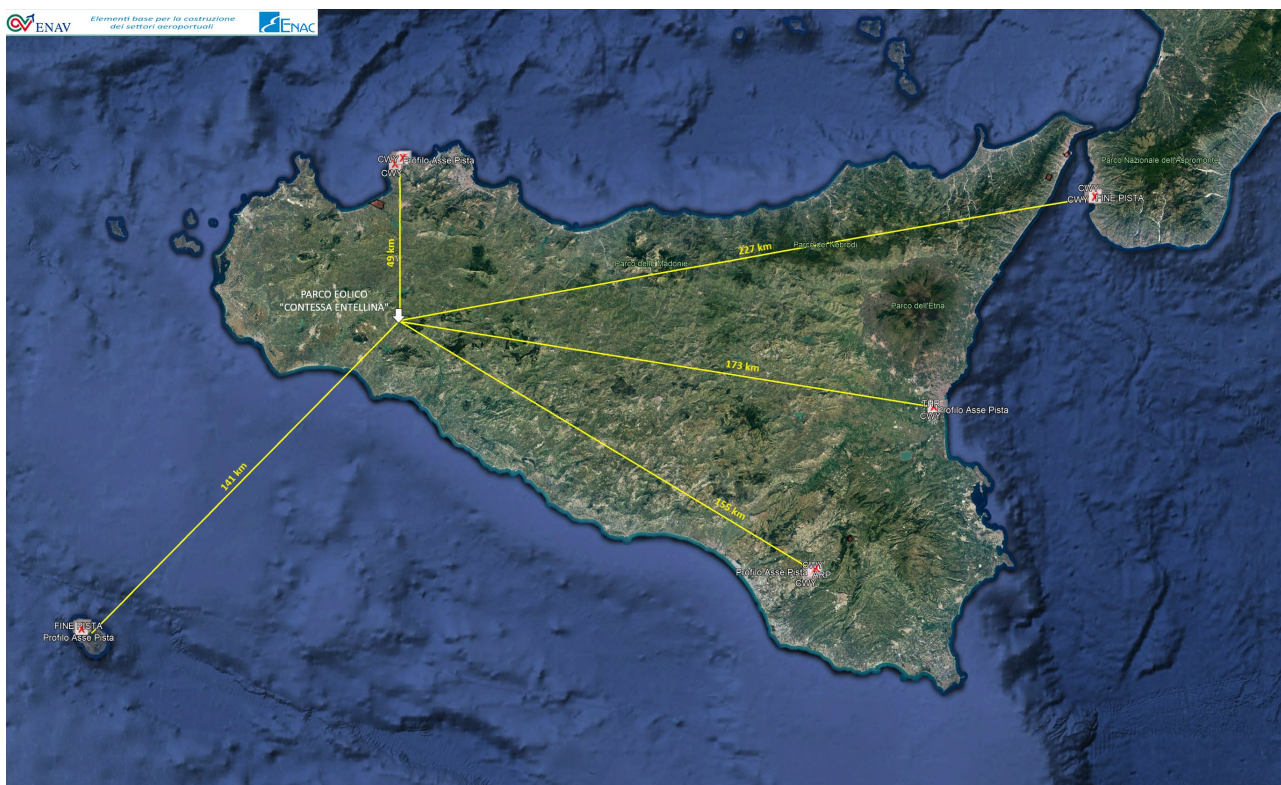 ENAV
Elementi base per la costruzione
dei settori aeroportuali
ENAC
CWY
Profilo Asse Pista
CWY
Parco Nazionale dell'Aspromonte
CWY
CWY
FINE PISTA
49 km
227 km
Parco dei Nebrodi
Parco delle Madonie
PARCO EOLICO
"CONTESSA ENTELLINA"
Parco dell'Etna
173 km
THR
Profilo Asse Pista
CWY
141 km
155 km
CWY
Profilo Asse Pista
ARP
CWY
FINE PISTA
Profilo Asse Pista